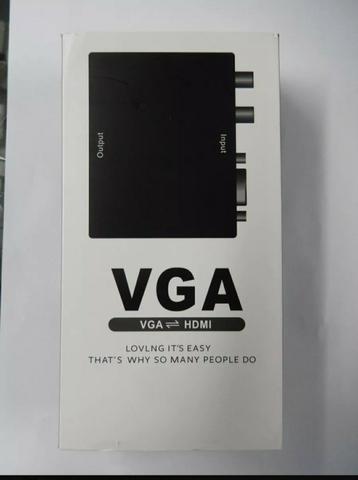 Output
Input
VGA
VGA ⇌ HDMI
LOVLNG IT'S EASY
THAT'S WHY SO MANY PEOPLE DO